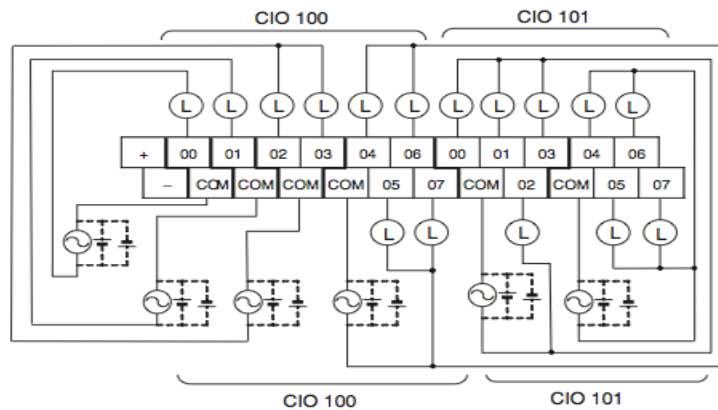 CIO 100 CIO 101
L L L L L L L L L L L
+ 00 01 02 03 04 06 00 01 03 04 06
− COM COM COM COM 05 07 COM 02 COM 05 07
L L L L L
CIO 100 CIO 101